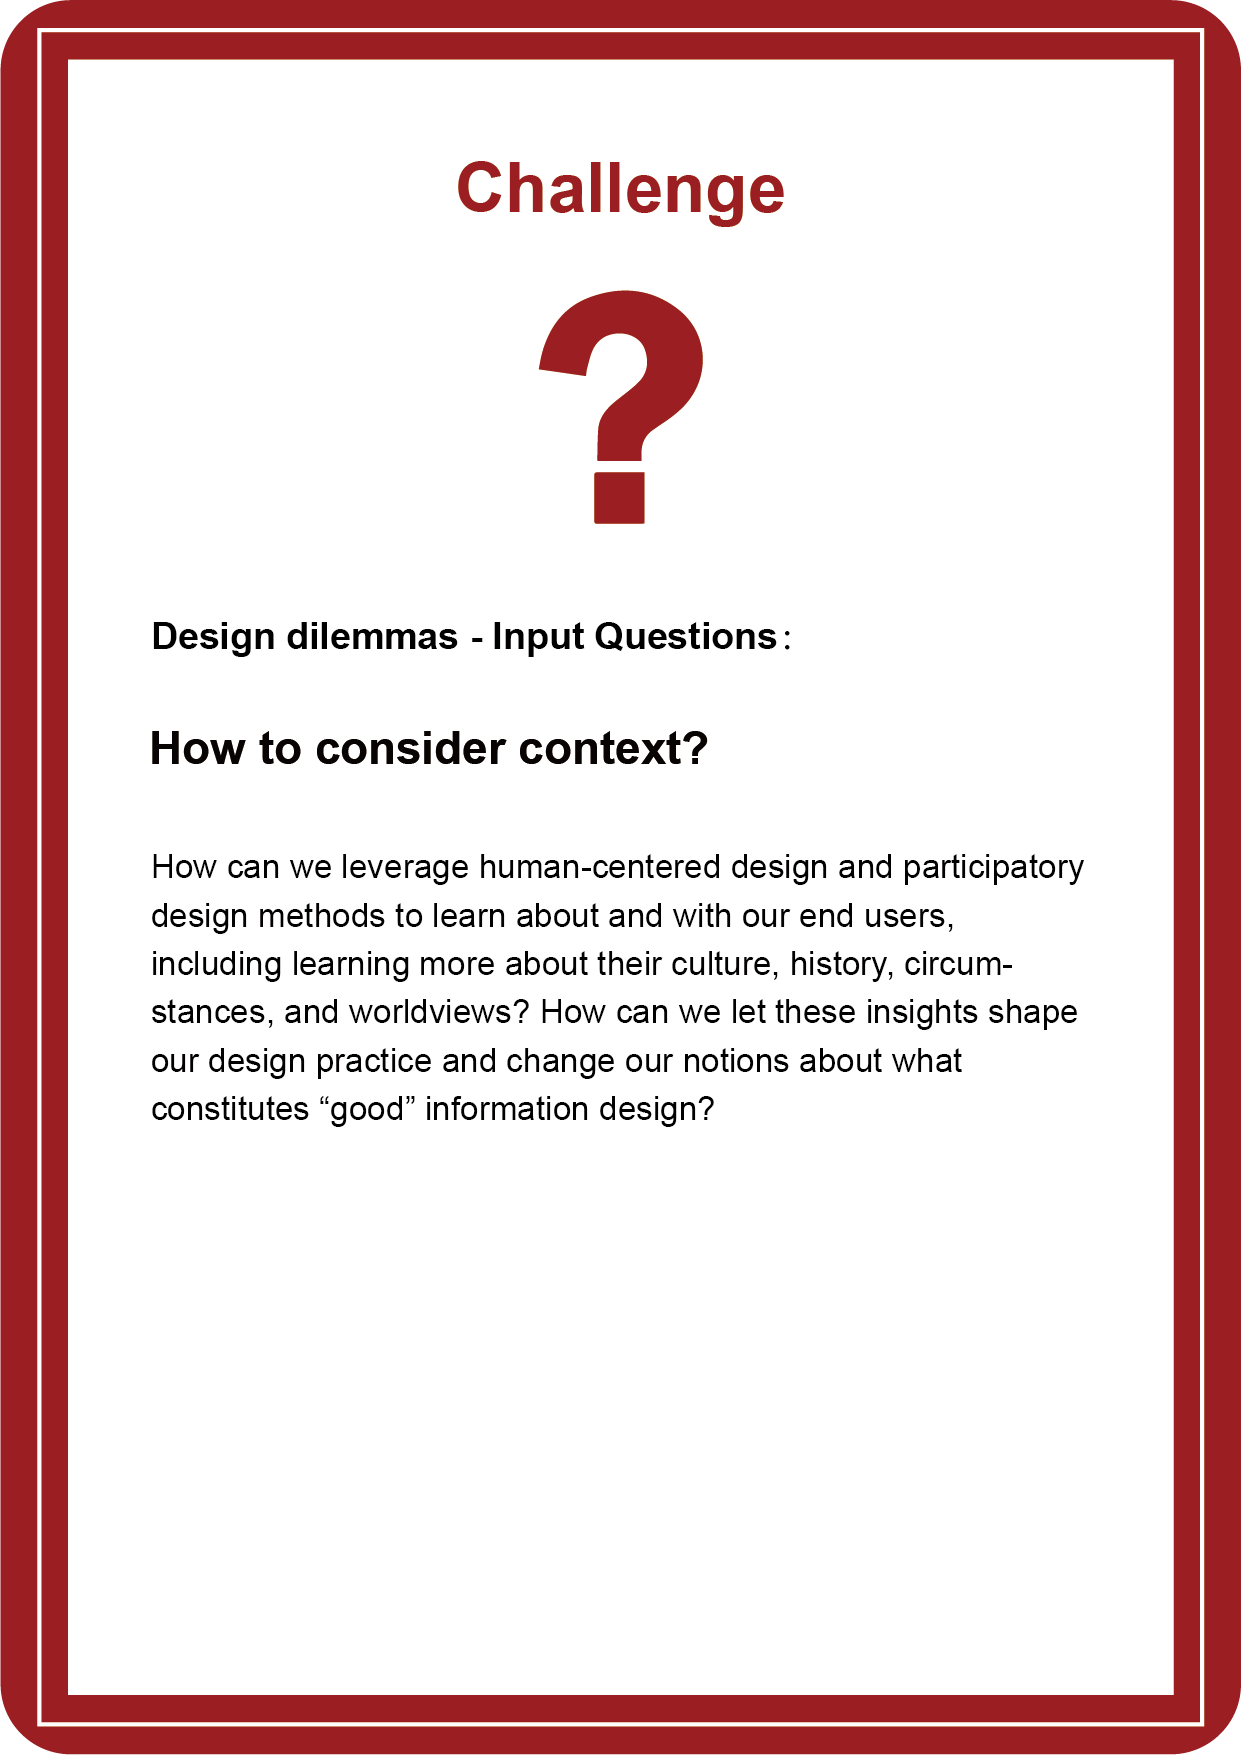 Challenge
?
Design dilemmas - Input Questions:
How to consider context?
How can we leverage human-centered design and participatory
design methods to learn about and with our end users,
including learning more about their culture, history, circum-
stances, and worldviews? How can we let these insights shape
our design practice and change our notions about what
constitutes “good” information design?